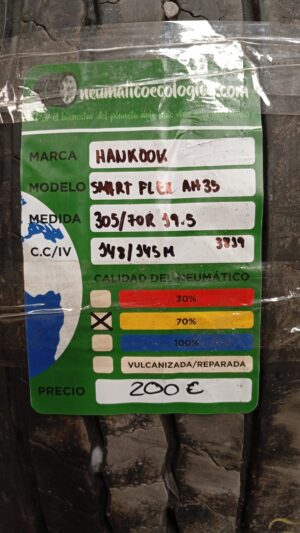 neumaticoecologico.com
MARCA HANKOOK
MODELO SMART FLEX AH35
MEDIDA 305/70R 19.5
C.C/IV 148/145M 3819
CALIDAD DEL NEUMÁTICO
30%
70%
100%
VULCANIZADA/REPARADA
PRECIO 200€